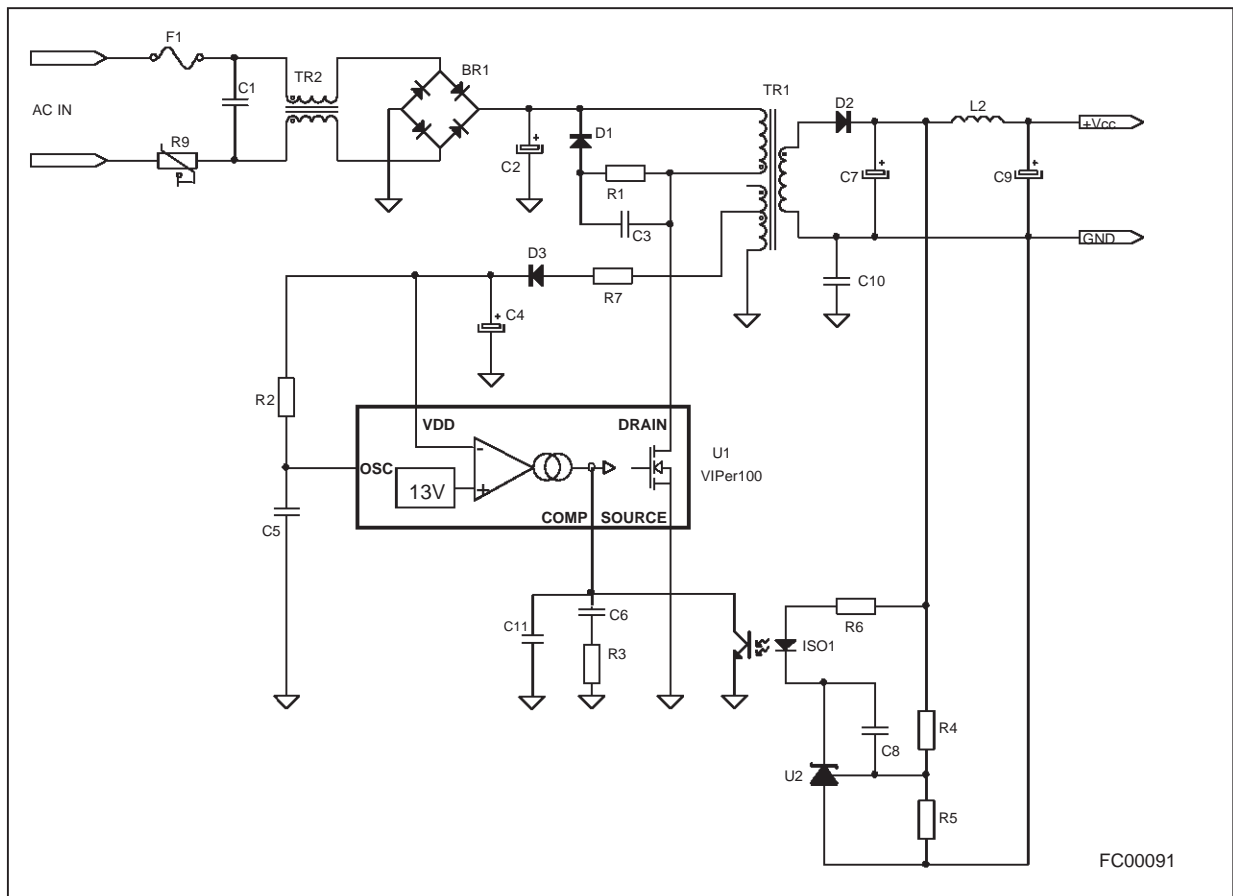 F1
BR1
TR2
C1
TR1
D2
L2
AC IN
+Vcc
D1
R9
C2
R1
C7
C9
C3
GND
D3
R7
C10
C4
R2
VDD
DRAIN
U1
OSC
-
VIPer100
13V
+
COMP
SOURCE
C5
C11
C6
R6
R3
ISO1
R4
C8
U2
R5
FC00091